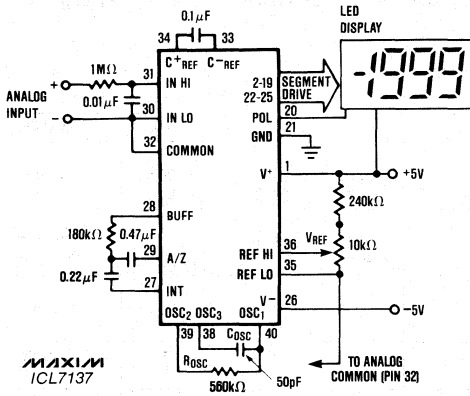 0.1µF
LED
DISPLAY
34 33
C+REF C-REF
-1999
1MΩ
31 IN HI
+
ANALOG
INPUT
0.01µF
-
30 IN LO
32 COMMON
2-19 SEGMENT
22-25 DRIVE
20
POL
21
GND
1
V+
+5V
240kΩ
28 BUFF
180kΩ
0.47µF
29 A/Z
0.22µF
27 INT
36 VREF 10kΩ
REF HI
35
REF LO
V- 26 -5V
OSC2 OSC3 OSC1
39 38 COSC 40
ROSC
560kΩ
50pF
TO ANALOG
COMMON (PIN 32)
MAXIM
ICL7137